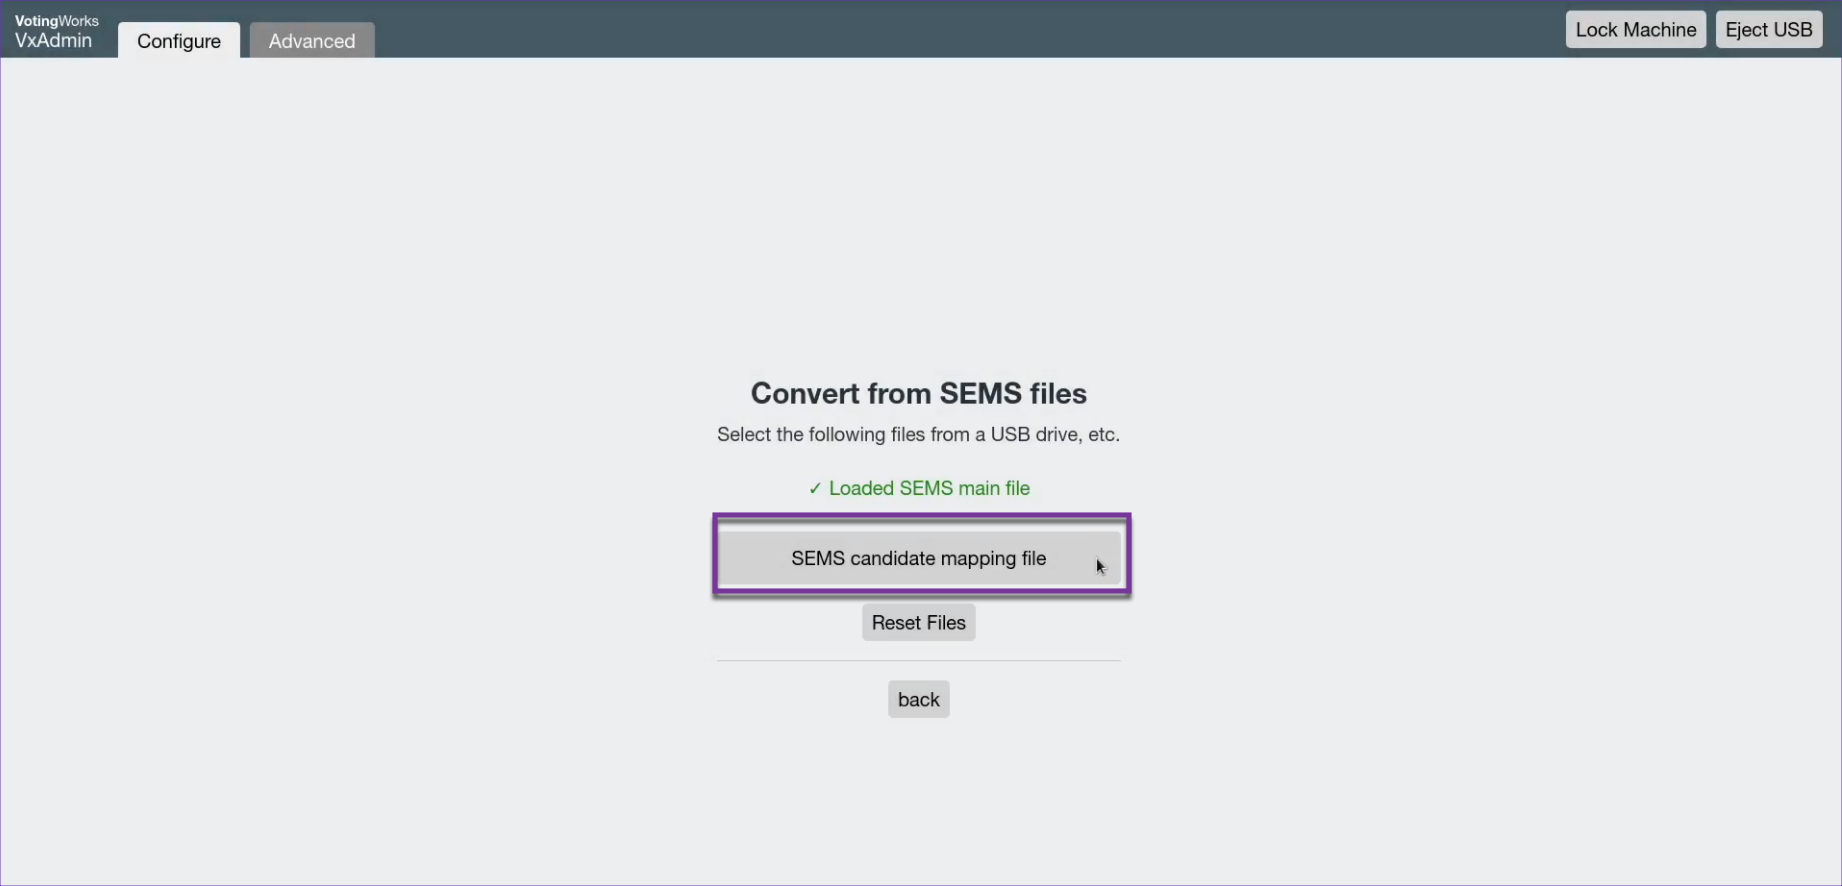 VotingWorks
VxAdmin
Configure
Advanced
Lock Machine
Eject USB
Convert from SEMS files
Select the following files from a USB drive, etc.
✓ Loaded SEMS main file
SEMS candidate mapping file
Reset Files
back